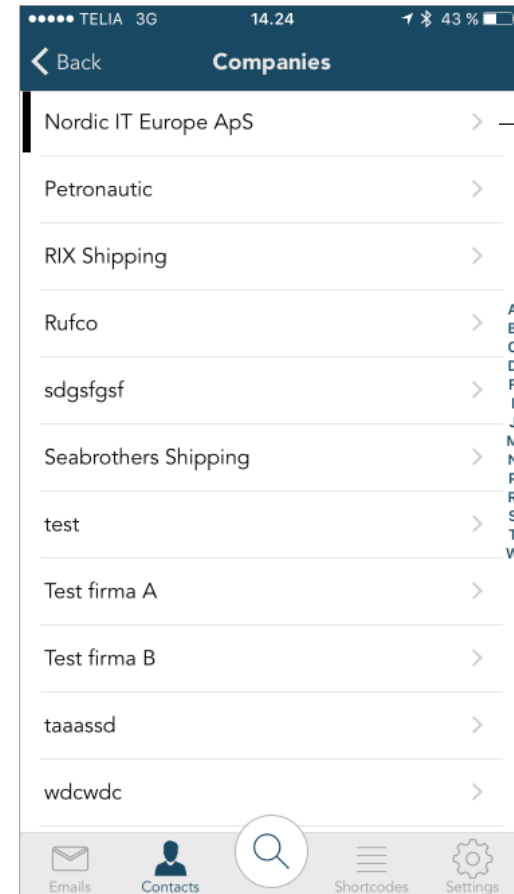 TELIA 3G 14.24 43 %
Back Companies
Nordic IT Europe ApS
Petronautic
RIX Shipping
Rufco
sdgsfgsf
Seabrothers Shipping
test
Test firma A
Test firma B
taaassd
wdcwdc
A
B
C
D
F
I
J
M
N
P
R
S
T
W
Emails Contacts Shortcodes Settings